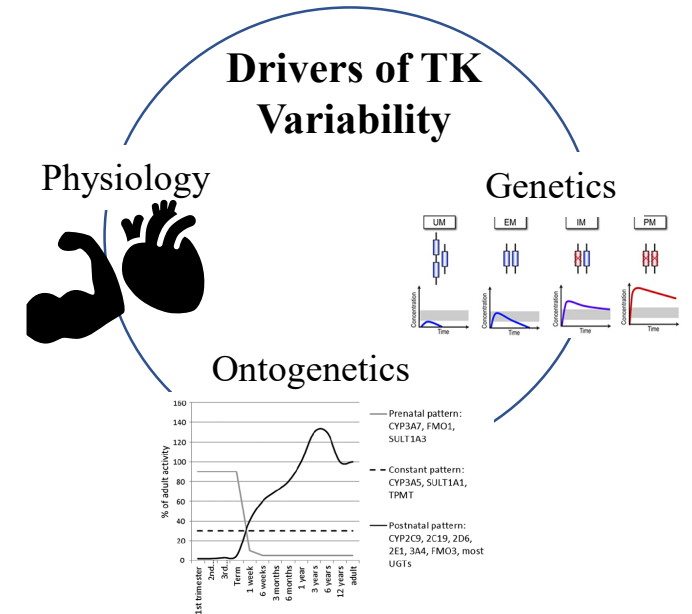 Drivers of TK
Variability
Physiology
Genetics
UM
EM
IM
PM
Concentration
Time
Concentration
Time
Concentration
Time
Concentration
Time
Ontogenetics
160
140
120
100
80
60
40
20
0
% of adult activity
1st trimester
2nd.
3rd.
Term
1 week
6 weeks
3 months
6 months
1 year
3 years
6 years
12 years
adult
Prenatal pattern:
CYP3A7, FMO1,
SULT1A3
Constant pattern:
CYP3A5, SULT1A1,
TPMT
Postnatal pattern:
CYP2C9, 2C19, 2D6,
2E1, 3A4, FMO3, most
UGTs